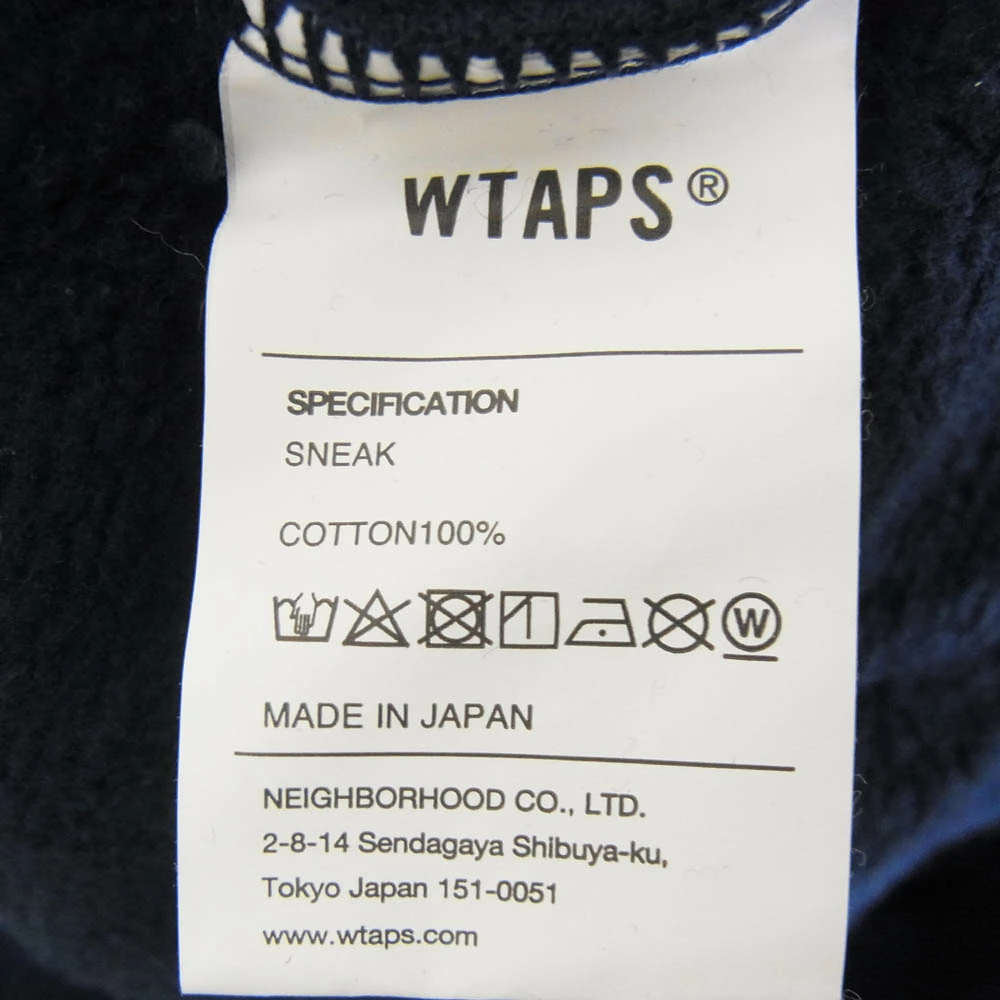 WTAPS®
SPECIFICATION
SNEAK
COTTON100%
W
MADE IN JAPAN
NEIGHBORHOOD CO., LTD.
2-8-14 Sendagaya Shibuya-ku,
Tokyo Japan 151-0051
www.wtaps.com